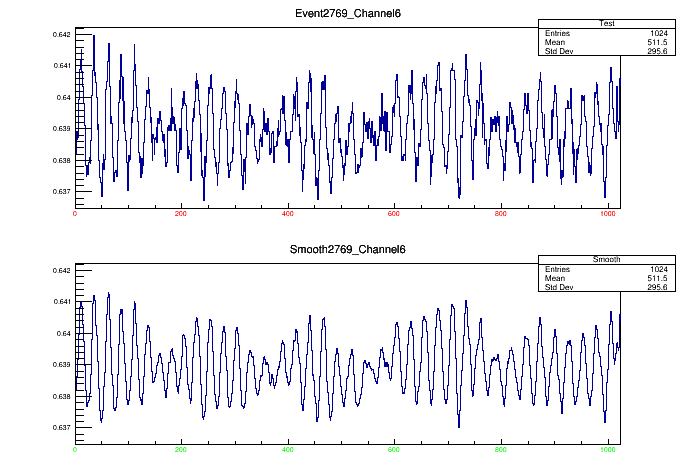 Event2769_Channel6
Test
Entries 1024
Mean 511.5
Std Dev 295.6
0.642
0.641
0.64
0.639
0.638
0.637
0 200 400 600 800 1000
Smooth2769_Channel6
Smooth
Entries 1024
Mean 511.5
Std Dev 295.6
0.642
0.641
0.64
0.639
0.638
0.637
0 200 400 600 800 1000